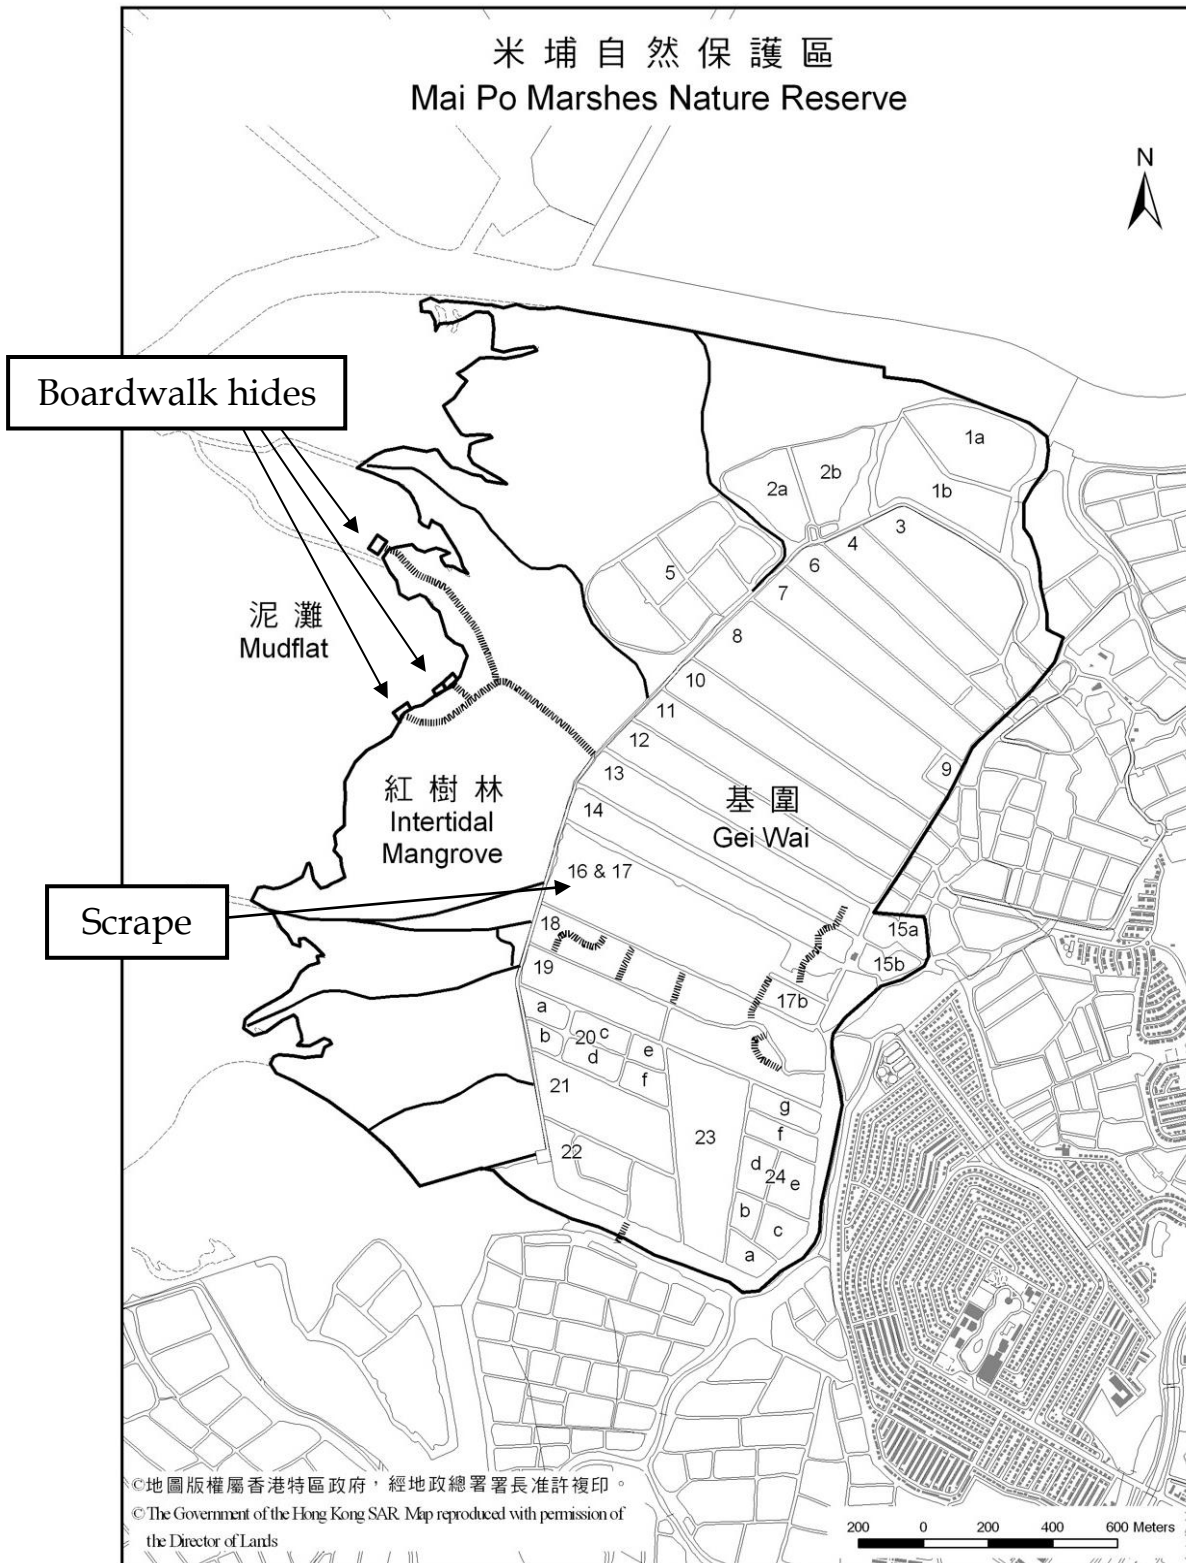 米埔自然保護區
Mai Po Marshes Nature Reserve
N
Boardwalk hides
1a
2b
2a
1b
3
4
6
5
7
泥灘
Mudflat
8
10
11
12
9
13
紅樹林
Intertidal
Mangrove
基圍
Gei Wai
14
16 & 17
Scrape
18
15a
15b
19
17b
a
b
20
c
d
e
f
21
g
f
23
22
d
24
e
b
c
a
©地圖版權屬香港特區政府，經地政總署署長准許複印。
© The Government of the Hong Kong SAR. Map reproduced with permission of
the Director of Lands
200 0 200 400 600 Meters